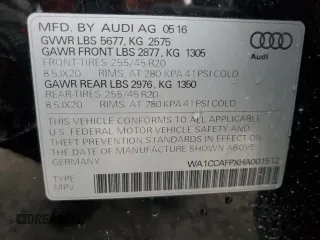 MFD. BY AUDI AG 05 16
GVWR LBS 5677, KG 2575
GAWR FRONT LBS 2877, KG 1305
FRONT-TIRES 255/45 R20
8.5JX20 RIMS AT 280 KPA 41 PSI COLD
GAWR REAR LBS 2976, KG 1350
REAR-TIRES 255/45 R20
8.5JX20 RIMS AT 280 KPA 41 PSI COLD
THIS VEHICLE CONFORMS TO ALL APPLICABLE
U.S. FEDERAL MOTOR VEHICLE SAFETY AND
THEFT PREVENTION STANDARDS IN EFFECT
ON THE DATE OF MANUFACTURE SHOWN ABOVE
GERMANY
WA1CCAFPXHA001512
TYPE
MPV
Audi